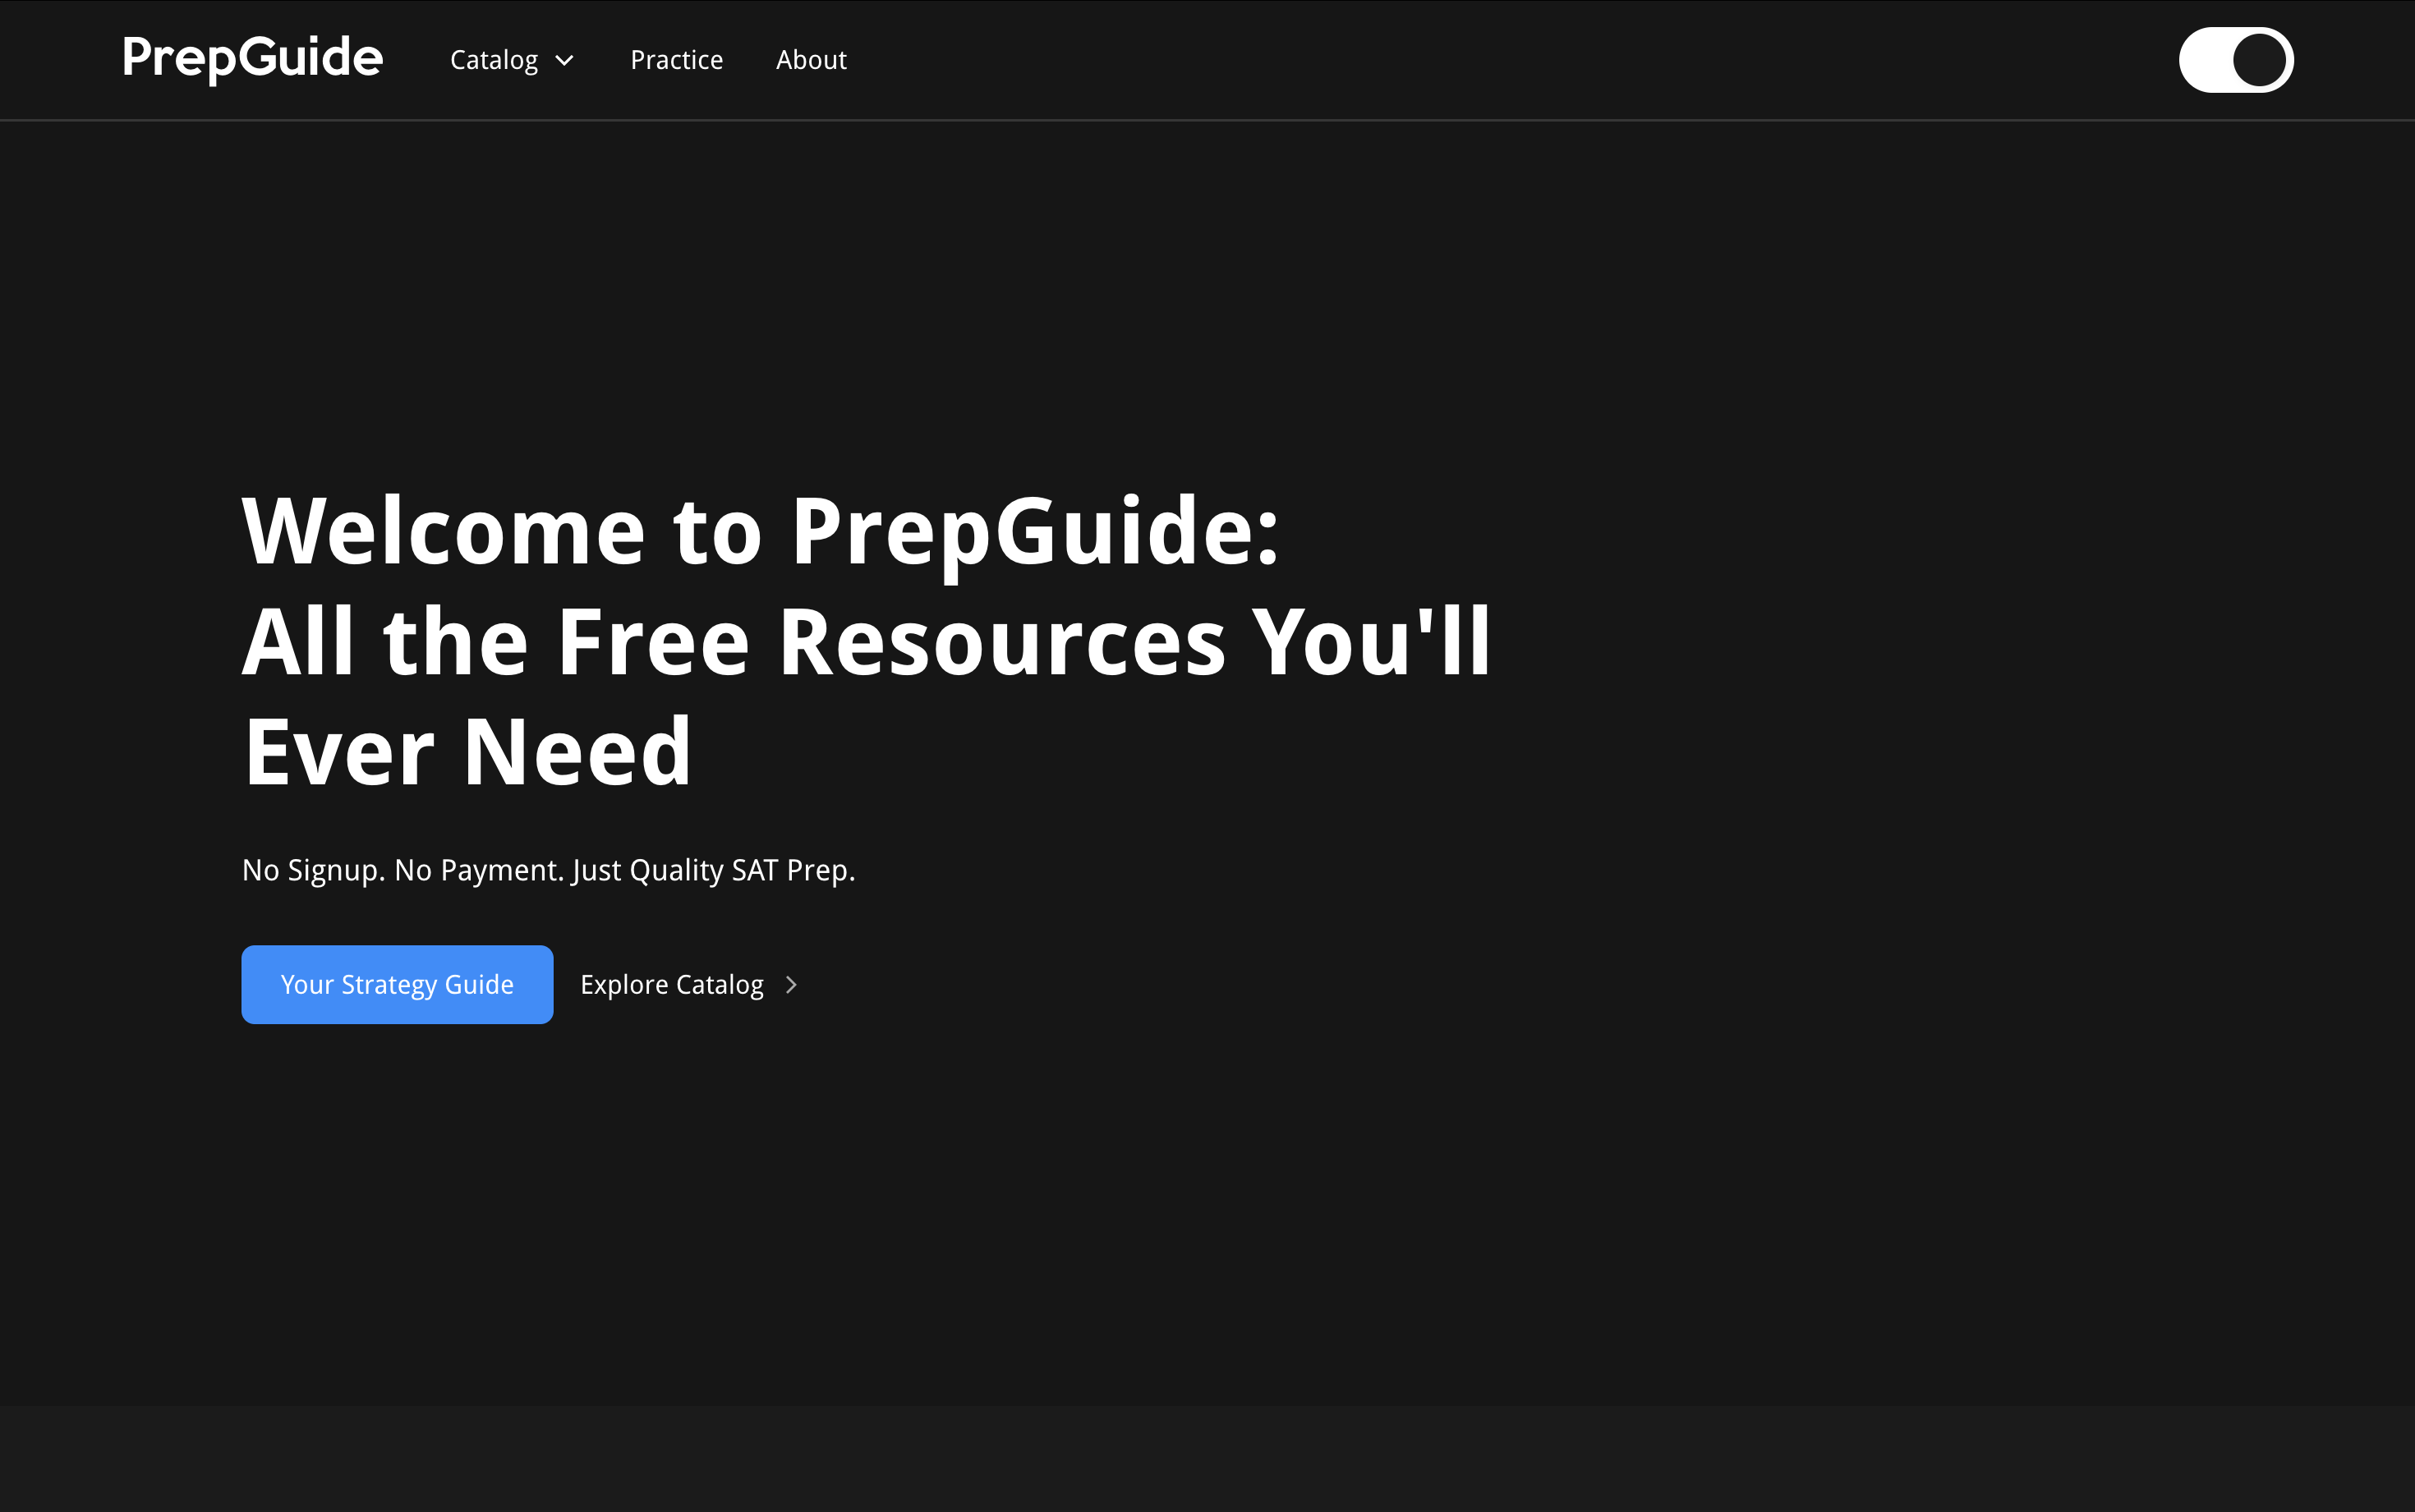 PrepGuide
Catalog
Practice
About
Welcome to PrepGuide:
All the Free Resources You'll
Ever Need
No Signup. No Payment. Just Quality SAT Prep.
Your Strategy Guide
Explore Catalog